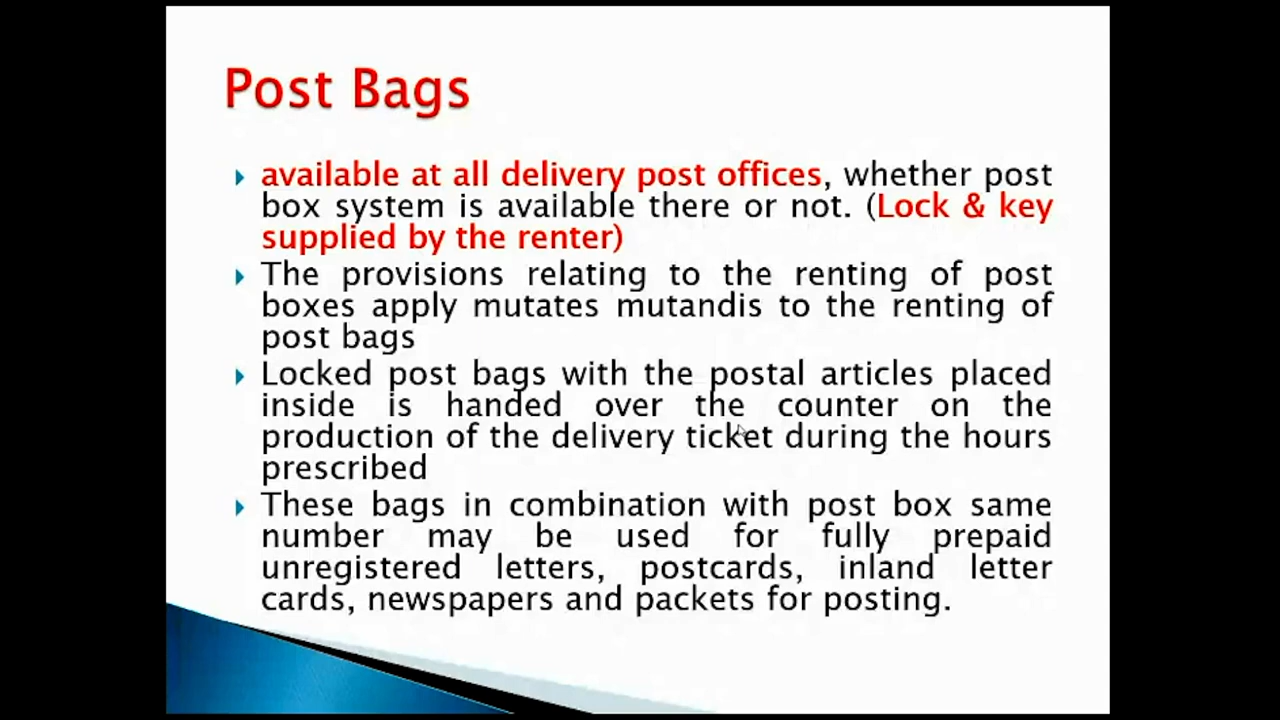 Post Bags
available at all delivery post offices, whether post
box system is available there or not. (Lock & key
supplied by the renter)
The provisions relating to the renting of post
boxes apply mutates mutandis to the renting of
post bags
Locked post bags with the postal articles placed
inside is handed over the counter on the
production of the delivery ticket during the hours
prescribed
These bags in combination with post box same
number may be used for fully prepaid
unregistered letters, postcards, inland letter
cards, newspapers and packets for posting.